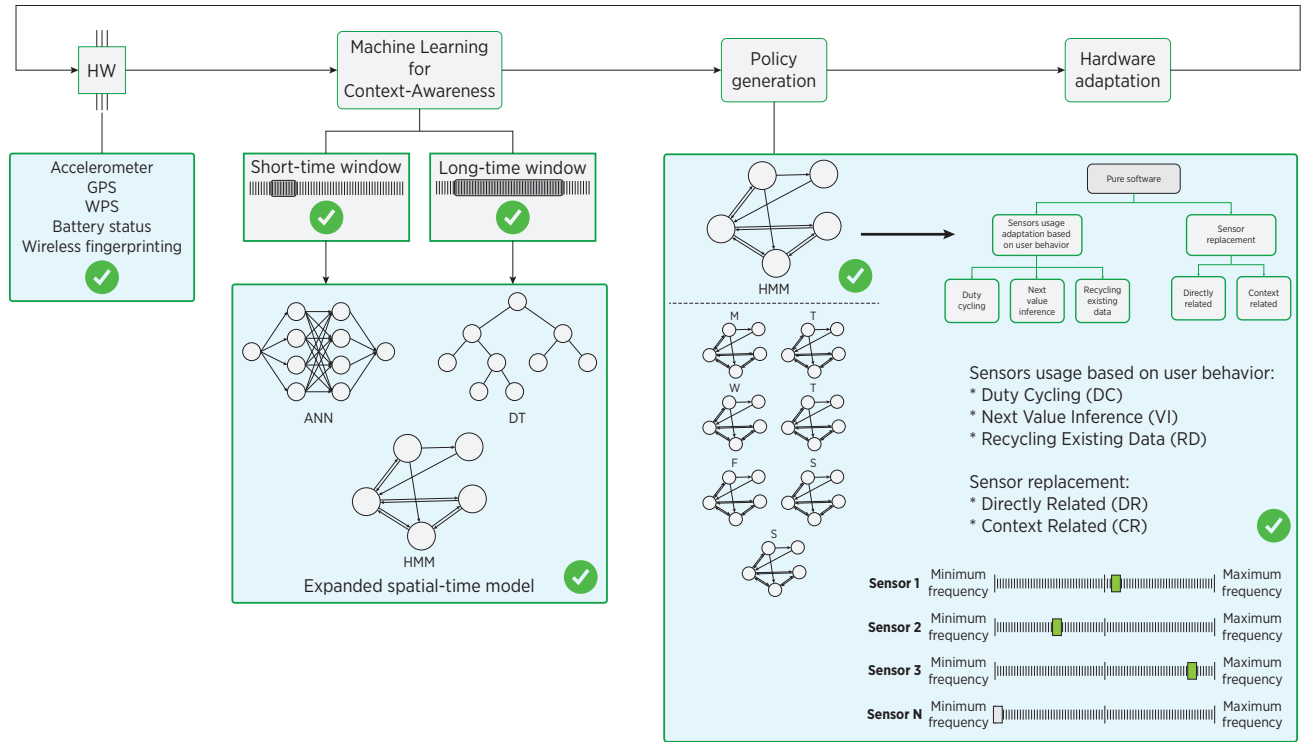 HW
Machine Learning
for
Context-Awareness
Policy
generation
Hardware
adaptation
Accelerometer
GPS
WPS
Battery status
Wireless fingerprinting
Short-time window
Long-time window
ANN
DT
HMM
Expanded spatial-time model
HMM
Pure software
Sensors usage
adaptation based
on user behavior
Sensor
replacement
Duty
cycling
Next
value
inference
Recycling
existing
data
Directly
related
Context
related
M
T
W
T
F
S
S
Sensors usage based on user behavior:
* Duty Cycling (DC)
* Next Value Inference (VI)
* Recycling Existing Data (RD)
Sensor replacement:
* Directly Related (DR)
* Context Related (CR)
Sensor 1
Minimum
frequency
Maximum
frequency
Sensor 2
Minimum
frequency
Maximum
frequency
Sensor 3
Minimum
frequency
Maximum
frequency
Sensor N
Minimum
frequency
Maximum
frequency